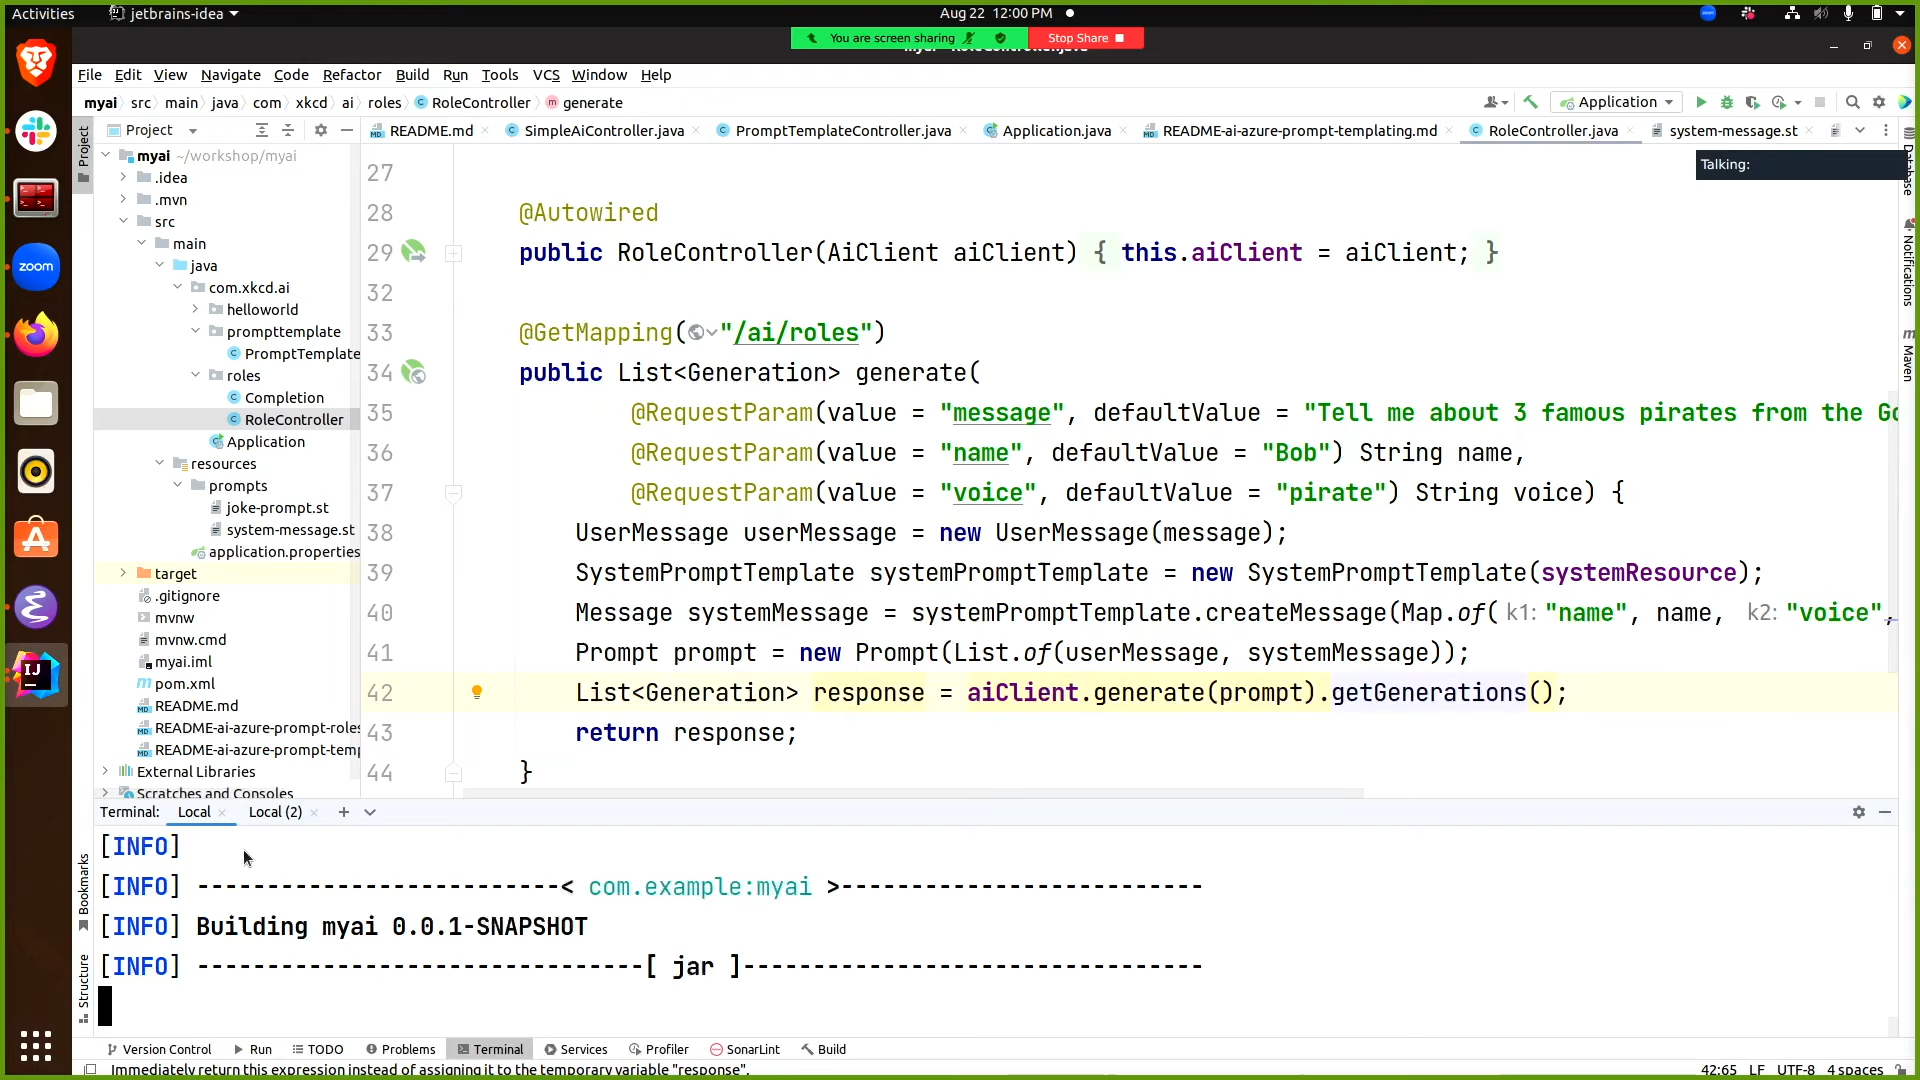 Activities
jetbrains-idea
Aug 22 12:00 PM
zoom
You are screen sharing
Stop Share
File Edit View Navigate Code Refactor Build Run Tools VCS Window Help
myai src main java com xkcd ai roles RoleController generate
Application
Project
README.md
SimpleAiController.java
PromptTemplateController.java
Application.java
README-ai-azure-prompt-templating.md
RoleController.java
system-message.st
Talking:
Project
Database
Notifications
Maven
myai ~/workshop/myai
.idea
.mvn
src
main
java
com.xkcd.ai
helloworld
prompttemplate
PromptTemplate
roles
Completion
RoleController
Application
resources
prompts
joke-prompt.st
system-message.st
application.properties
target
.gitignore
mvnw
mvnw.cmd
myai.iml
pom.xml
README.md
README-ai-azure-prompt-roles
README-ai-azure-prompt-temp
External Libraries
Scratches and Consoles
27
28 @Autowired
29 public RoleController(AiClient aiClient) { this.aiClient = aiClient; }
32
33 @GetMapping("/ai/roles")
34 public List<Generation> generate(
35 @RequestParam(value = "message", defaultValue = "Tell me about 3 famous pirates from the Go
36 @RequestParam(value = "name", defaultValue = "Bob") String name,
37 @RequestParam(value = "voice", defaultValue = "pirate") String voice) {
38 UserMessage userMessage = new UserMessage(message);
39 SystemPromptTemplate systemPromptTemplate = new SystemPromptTemplate(systemResource);
40 Message systemMessage = systemPromptTemplate.createMessage(Map.of( k1: "name", name, k2: "voice",
41 Prompt prompt = new Prompt(List.of(userMessage, systemMessage));
42 List<Generation> response = aiClient.generate(prompt).getGenerations();
43 return response;
44 }
zoom
IJ
Terminal: Local Local (2)
[INFO]
[INFO] --------------------------< com.example:myai >--------------------------
[INFO] Building myai 0.0.1-SNAPSHOT
[INFO] --------------------------------[ jar ]---------------------------------
Bookmarks
Structure
Version Control Run TODO Problems Terminal Services Profiler SonarLint Build
Immediately return this expression instead of assigning it to the temporary variable "response".
42:65 LF UTF-8 4 spaces